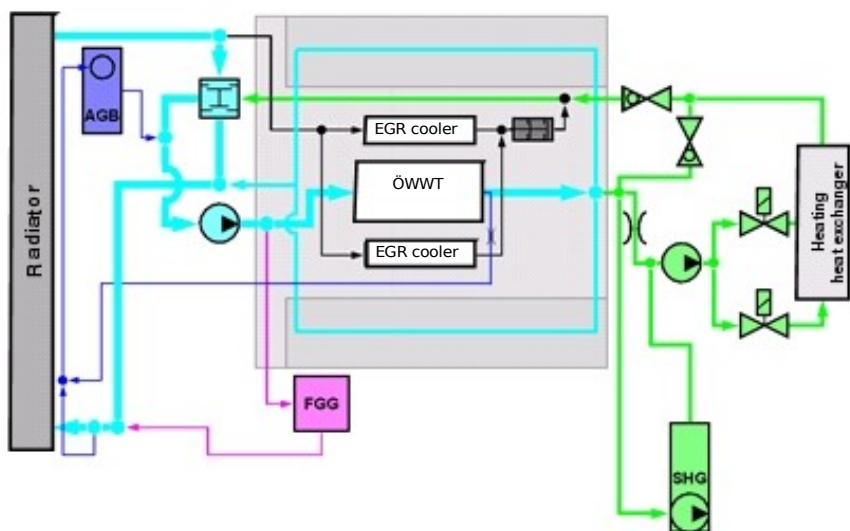 Radiator
AGB
EGR cooler
ÖWWT
EGR cooler
FGG
Heating
heat exchanger
SHG